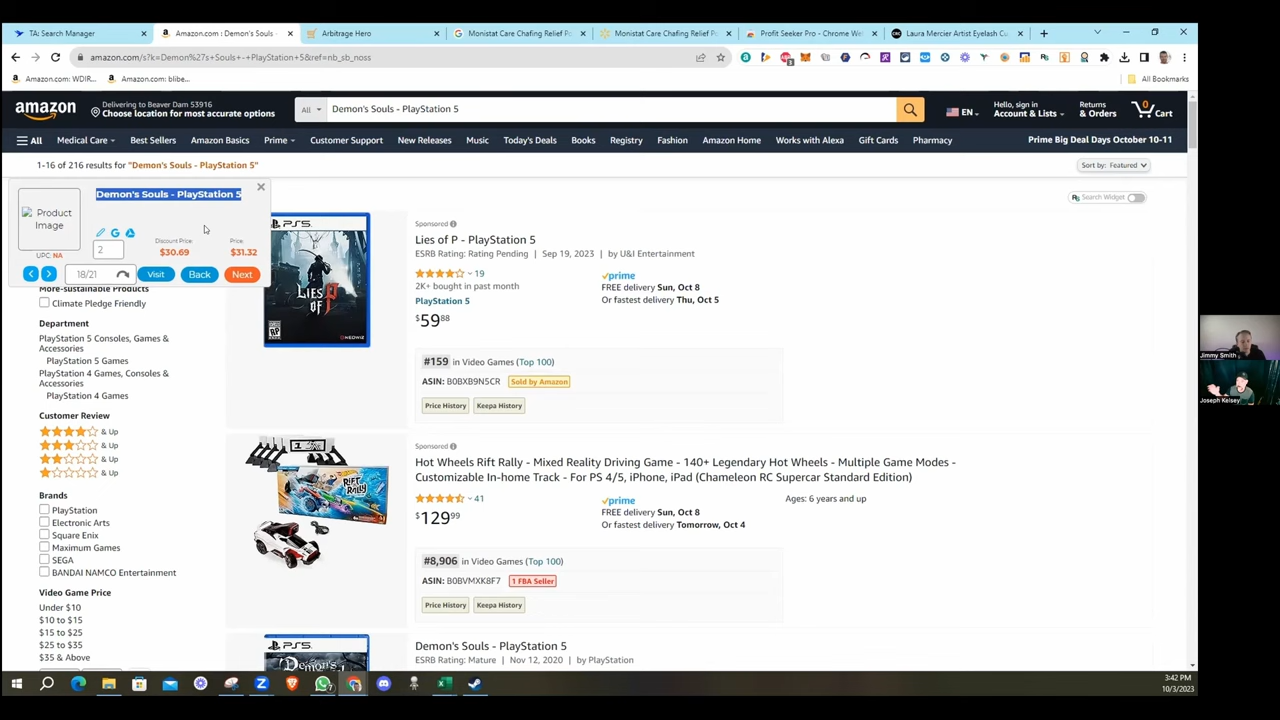 TA: Search Manager
Amazon.com : Demon's Souls -
Arbitrage Hero
Monistat Care Chafing Relief Po
Monistat Care Chafing Relief Po
Profit Seeker Pro - Chrome Wel
Laura Mercier Artist Eyelash Cu
amazon.com/s?k=Demon%27s+Souls+-+PlayStation+5&ref=nb_sb_noss
Amazon.com: WDIR...
Amazon.com: blibe...
All Bookmarks
amazon
Delivering to Beaver Dam 53916
Choose location for most accurate options
All
Demon's Souls - PlayStation 5
EN
Hello, sign in
Account & Lists
Returns
& Orders
0
Cart
All
Medical Care
Best Sellers
Amazon Basics
Prime
Customer Support
New Releases
Music
Today's Deals
Books
Registry
Fashion
Amazon Home
Works with Alexa
Gift Cards
Pharmacy
Prime Big Deal Days October 10-11
1-16 of 216 results for "Demon's Souls - PlayStation 5"
Sort by: Featured
Search Widget
Demon's Souls - PlayStation 5
Product
Image
UPC: NA
2
Discount Price:
$30.69
Price:
$31.32
18/21
Visit
Back
Next
More-sustainable Products
Climate Pledge Friendly
Department
PlayStation 5 Consoles, Games &
Accessories
PlayStation 5 Games
PlayStation 4 Games, Consoles &
Accessories
PlayStation 4 Games
Customer Review
& Up
& Up
& Up
& Up
Brands
PlayStation
Electronic Arts
Square Enix
Maximum Games
SEGA
BANDAI NAMCO Entertainment
Video Game Price
Under $10
$10 to $15
$15 to $25
$25 to $35
$35 & Above
PS5
LIES OF P
NEOWIZ
Sponsored
Lies of P - PlayStation 5
ESRB Rating: Rating Pending | Sep 19, 2023 | by U&I Entertainment
19
2K+ bought in past month
PlayStation 5
$59 88
prime
FREE delivery Sun, Oct 8
Or fastest delivery Thu, Oct 5
#159 in Video Games (Top 100)
ASIN: B0BXB9N5CR
Sold by Amazon
Price History
Keepa History
RIFT RALLY
Sponsored
Hot Wheels Rift Rally - Mixed Reality Driving Game - 140+ Legendary Hot Wheels - Multiple Game Modes -
Customizable In-home Track - For PS 4/5, iPhone, iPad (Chameleon RC Supercar Standard Edition)
41
$129 99
prime
FREE delivery Sun, Oct 8
Or fastest delivery Tomorrow, Oct 4
Ages: 6 years and up
#8,906 in Video Games (Top 100)
ASIN: B0BVMXK8F7
1 FBA Seller
Price History
Keepa History
PS5
Demon's
Demon's Souls - PlayStation 5
ESRB Rating: Mature | Nov 12, 2020 | by PlayStation
Jimmy Smith
Joseph Kelsey
3:42 PM
10/3/2023